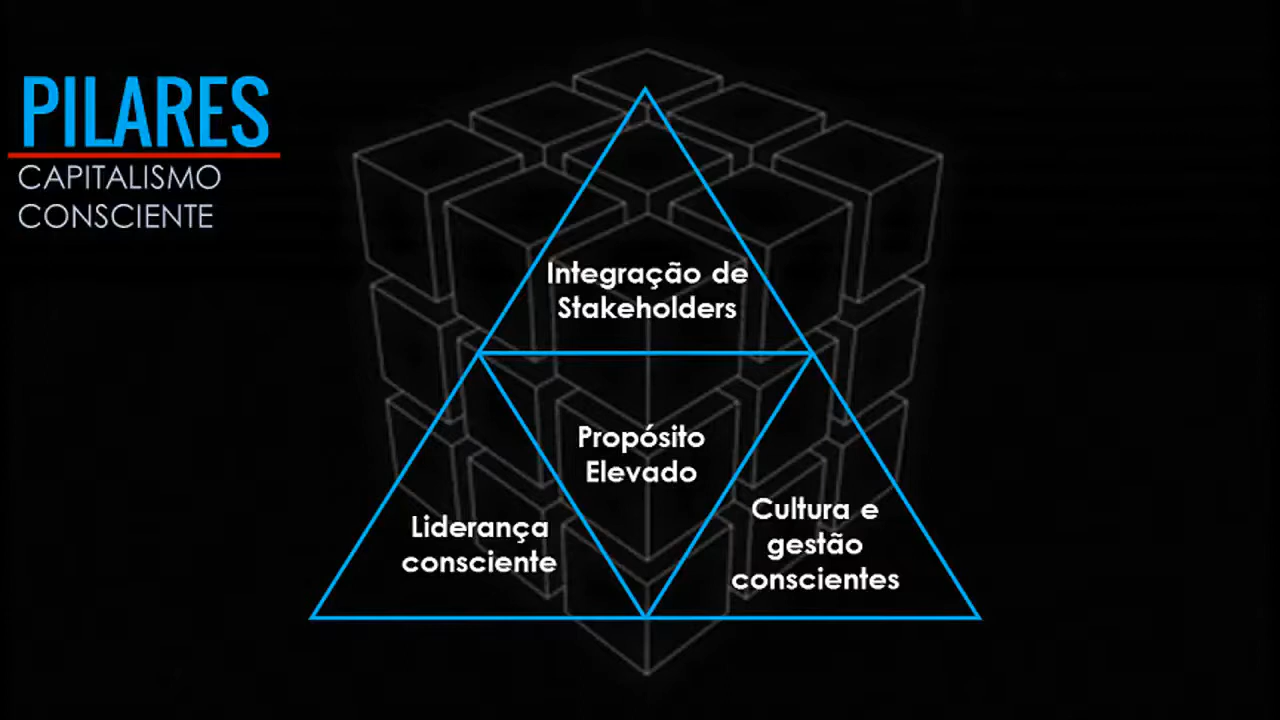 PILARES
CAPITALISMO
CONSCIENTE
Integração de
Stakeholders
Propósito
Elevado
Liderança
consciente
Cultura e
gestão
conscientes